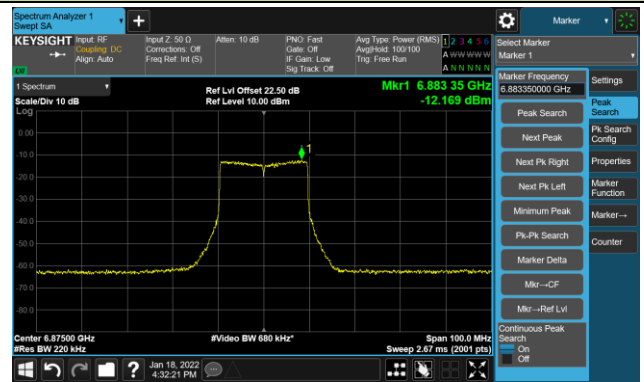 Spectrum Analyzer 1
Swept SA
Marker
KEYSIGHT
Input: RF
Coupling: DC
Align: Auto
Input Z: 50 Ω
Corrections: Off
Freq Ref: Int (S)
Atten: 10 dB
PNO: Fast
Gate: Off
IF Gain: Low
Sig Track: Off
Avg Type: Power (RMS)
Avg|Hold: 100/100
Trig: Free Run
1 2 3 4 5 6
A W W W W W
A N N N N N
LW
Select Marker
Marker 1
1 Spectrum
Scale/Div 10 dB
Log
Ref Lvl Offset 22.50 dB
Ref Level 10.00 dBm
Mkr1 6.883 35 GHz
-12.169 dBm
Marker Frequency
6.883350000 GHz
Settings
Peak Search
Next Peak
Next Pk Right
Next Pk Left
Minimum Peak
Pk-Pk Search
Marker Delta
Mkr→CF
Mkr→Ref Lvl
Continuous Peak
Search
On
Off
Peak
Search
Pk Search
Config
Properties
Marker
Function
Marker→
Counter
0.00
-10.0
-20.0
-30.0
-40.0
-50.0
-60.0
-70.0
-80.0
1
Center 6.87500 GHz
#Res BW 220 kHz
#Video BW 680 kHz*
Span 100.0 MHz
Sweep 2.67 ms (2001 pts)
?
Jan 18, 2022
4:32:21 PM